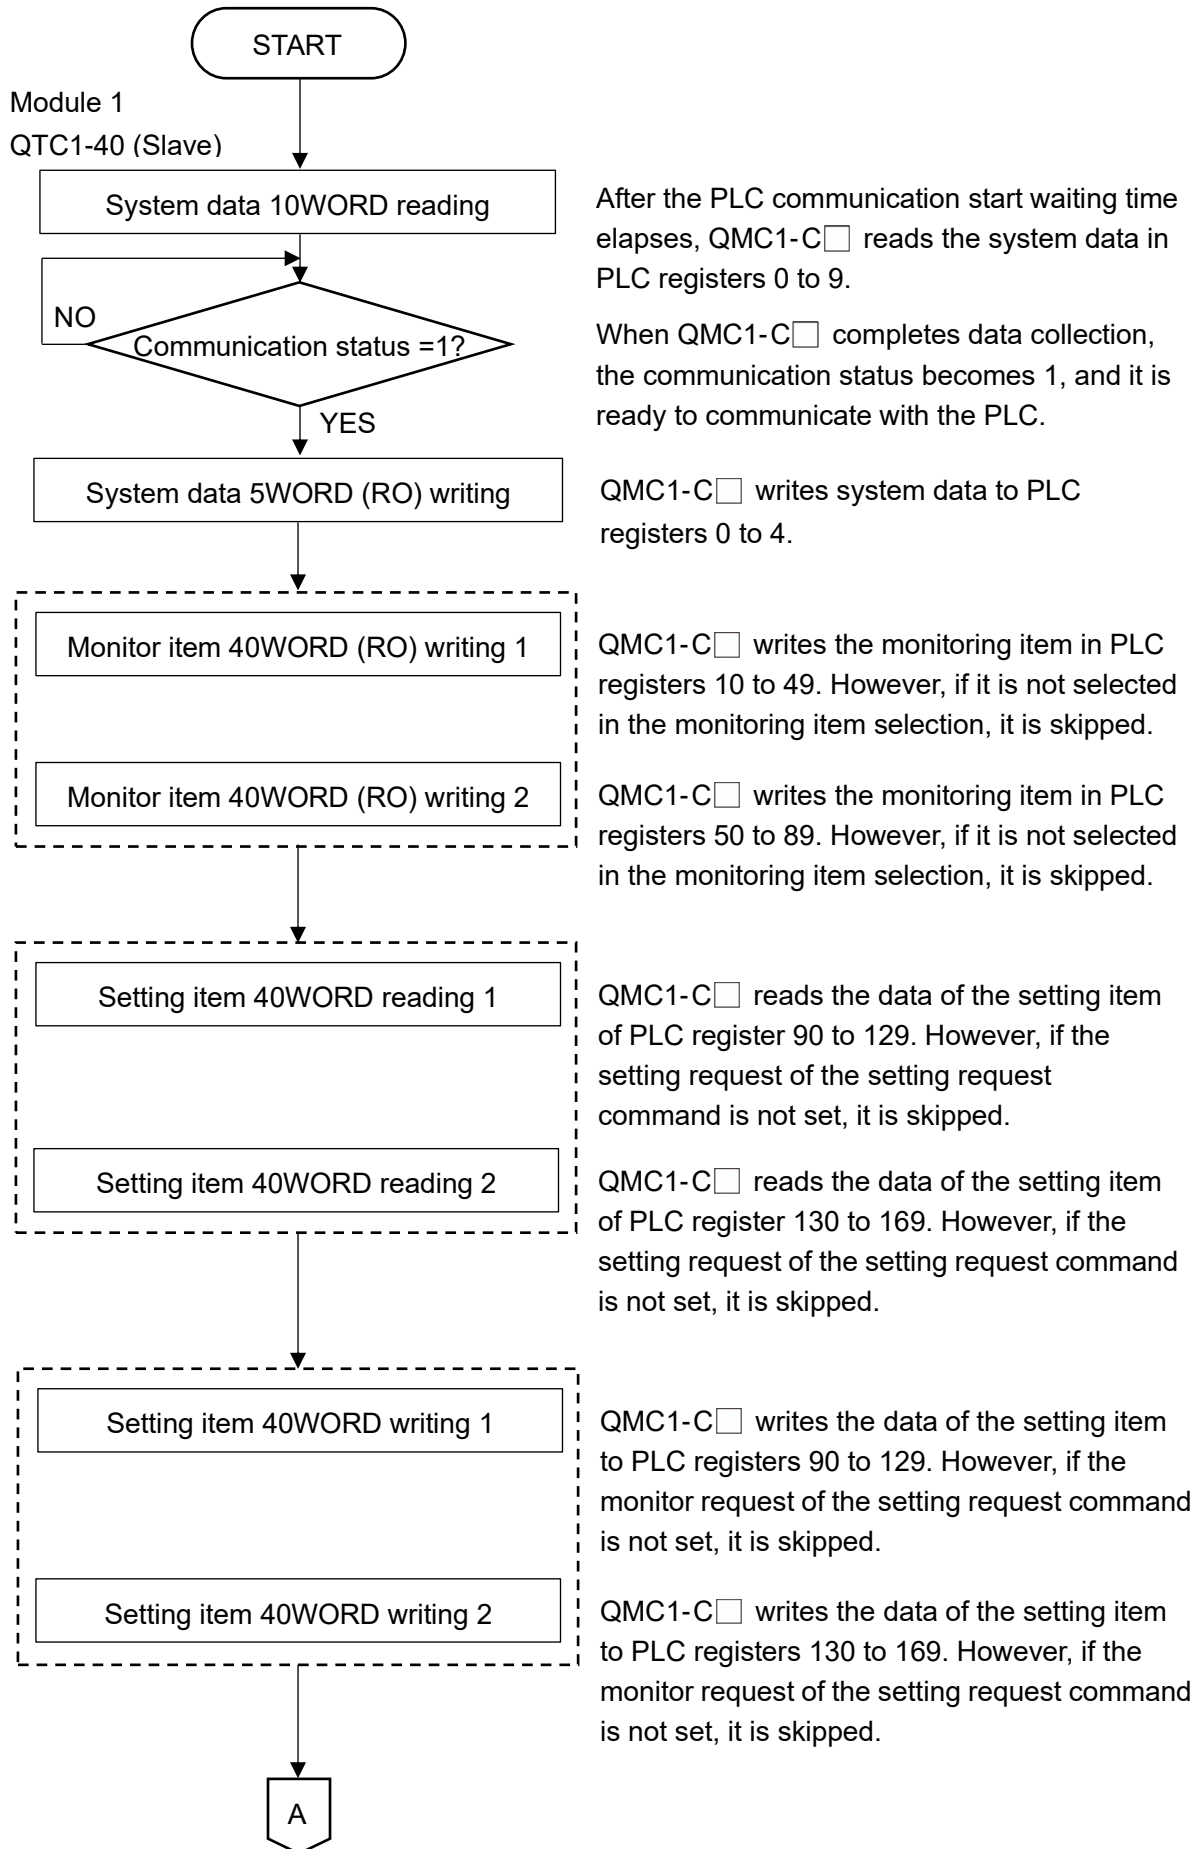 START
Module 1
QTC1-40 (Slave)
System data 10WORD reading
After the PLC communication start waiting time
elapses, QMC1-C□ reads the system data in
PLC registers 0 to 9.
NO
Communication status =1?
When QMC1-C□ completes data collection,
the communication status becomes 1, and it is
ready to communicate with the PLC.
YES
System data 5WORD (RO) writing
QMC1-C□ writes system data to PLC
registers 0 to 4.
Monitor item 40WORD (RO) writing 1
QMC1-C□ writes the monitoring item in PLC
registers 10 to 49. However, if it is not selected
in the monitoring item selection, it is skipped.
Monitor item 40WORD (RO) writing 2
QMC1-C□ writes the monitoring item in PLC
registers 50 to 89. However, if it is not selected
in the monitoring item selection, it is skipped.
Setting item 40WORD reading 1
QMC1-C□ reads the data of the setting item
of PLC register 90 to 129. However, if the
setting request of the setting request
command is not set, it is skipped.
Setting item 40WORD reading 2
QMC1-C□ reads the data of the setting item
of PLC register 130 to 169. However, if the
setting request of the setting request command
is not set, it is skipped.
Setting item 40WORD writing 1
QMC1-C□ writes the data of the setting item
to PLC registers 90 to 129. However, if the
monitor request of the setting request command
is not set, it is skipped.
Setting item 40WORD writing 2
QMC1-C□ writes the data of the setting item
to PLC registers 130 to 169. However, if the
monitor request of the setting request command
is not set, it is skipped.
A